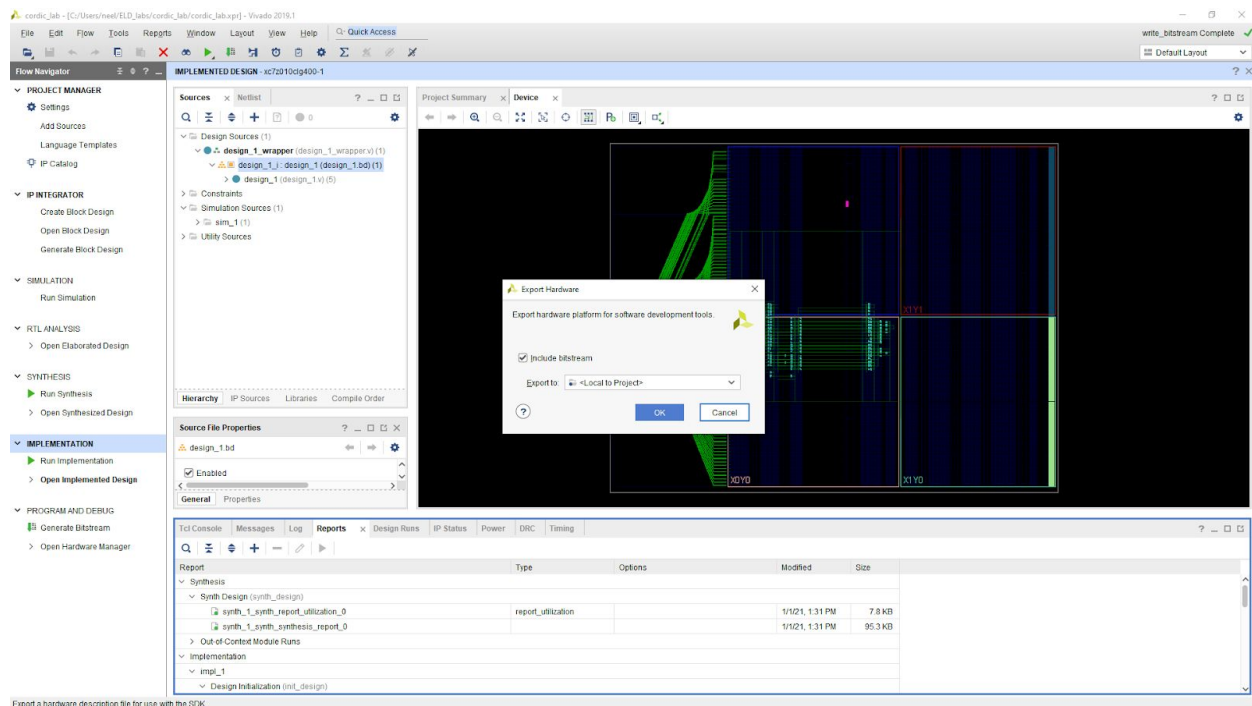 cordic_lab - [C:/Users/neel/ELD_labs/cordic_lab/cordic_lab.xpr] - Vivado 2019.1
File Edit Flow Tools Reports Window Layout View Help Quick Access
write_bitstream Complete
Default Layout
Flow Navigator
IMPLEMENTED DESIGN - xc7z010clg400-1
PROJECT MANAGER
Settings
Add Sources
Language Templates
IP Catalog
IP INTEGRATOR
Create Block Design
Open Block Design
Generate Block Design
SIMULATION
Run Simulation
RTL ANALYSIS
Open Elaborated Design
SYNTHESIS
Run Synthesis
Open Synthesized Design
IMPLEMENTATION
Run Implementation
Open Implemented Design
PROGRAM AND DEBUG
Generate Bitstream
Open Hardware Manager
Sources Netlist
0
Design Sources (1)
design_1_wrapper (design_1_wrapper.v) (1)
design_1_i : design_1 (design_1.bd) (1)
design_1 (design_1.v) (5)
Constraints
Simulation Sources (1)
sim_1 (1)
Utility Sources
Hierarchy IP Sources Libraries Compile Order
Source File Properties
design_1.bd
Enabled
General Properties
Project Summary Device
X1Y1
X0Y0
X1Y0
Export Hardware
Export hardware platform for software development tools.
Include bitstream
Export to: <Local to Project>
OK Cancel
Tcl Console Messages Log Reports Design Runs IP Status Power DRC Timing
Report Type Options Modified Size
Synthesis
Synth Design (synth_design)
synth_1_synth_report_utilization_0 report_utilization 1/1/21, 1:31 PM 7.8 KB
synth_1_synth_synthesis_report_0 1/1/21, 1:31 PM 95.3 KB
Out-of-Context Module Runs
Implementation
impl_1
Design Initialization (init_design)
Export a hardware description file for use with the SDK